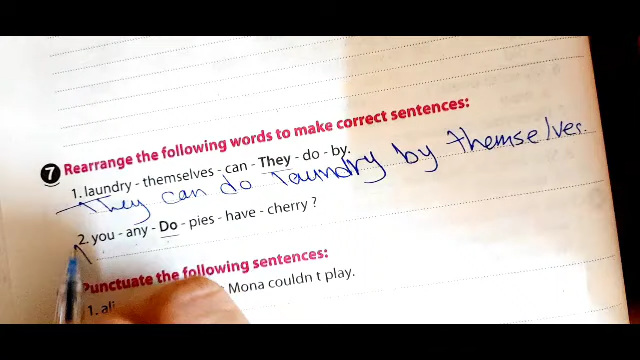 7 Rearrange the following words to make correct sentences:
1. laundry - themselves - can - They - do - by.
They can do laundry by themselves.
2. you - any - Do - pies - have - cherry ?
Punctuate the following sentences:
1. ali Mona couldn t play.